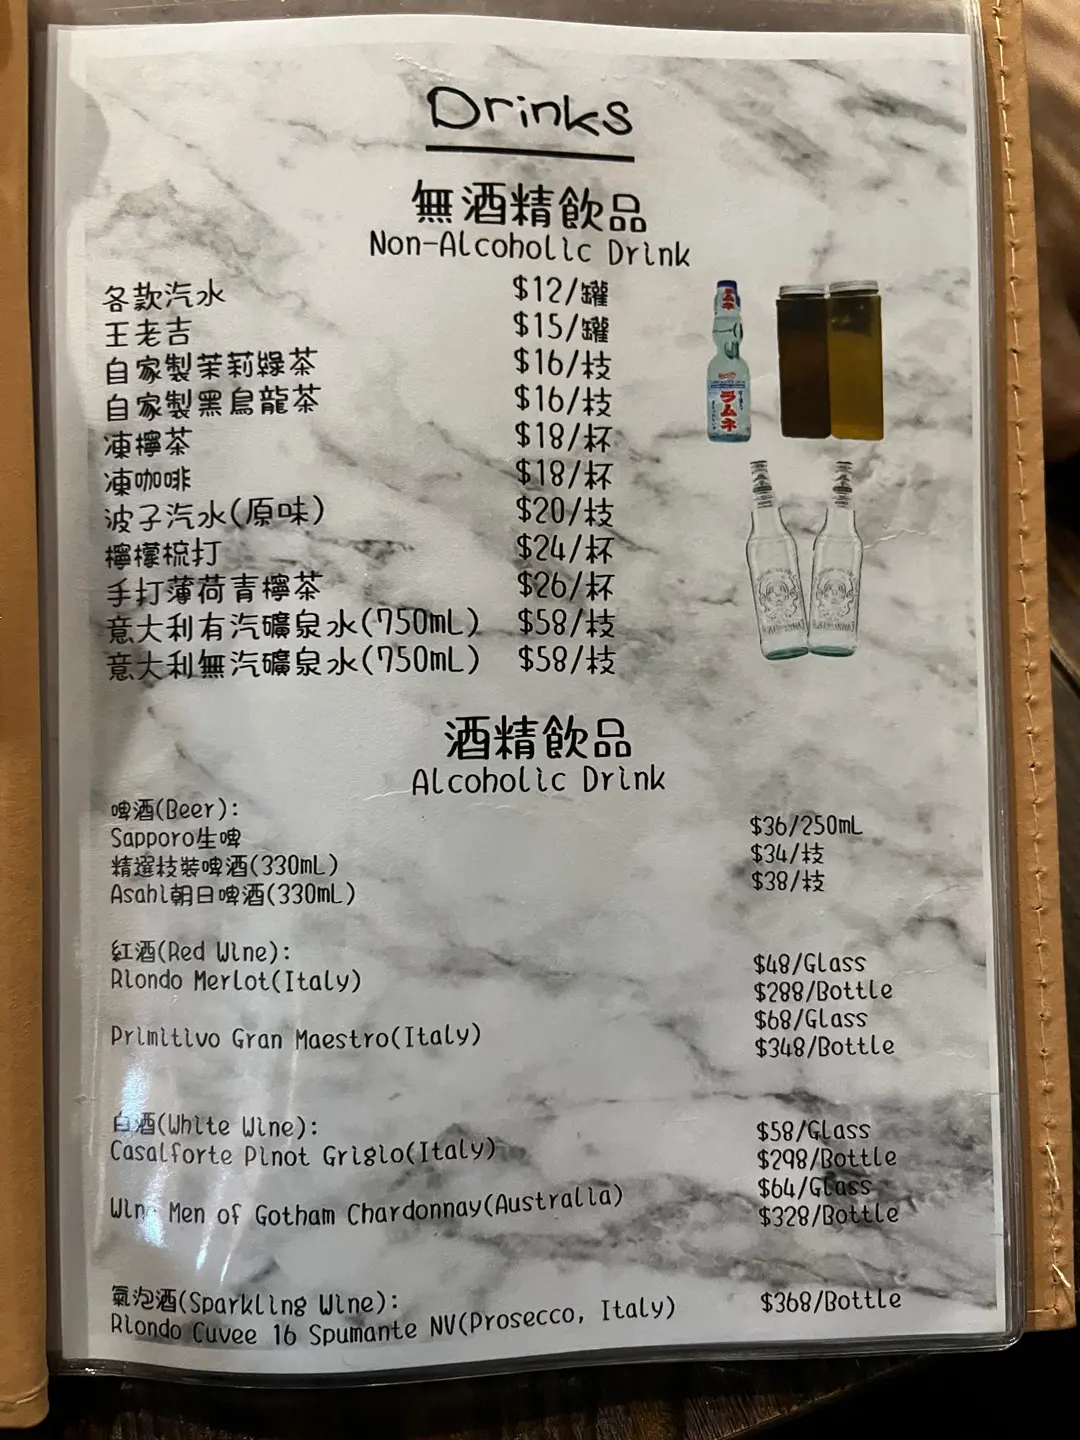 Drinks
無酒精飲品
Non-Alcoholic Drink
各款汽水 $12/罐
王老吉 $15/罐
自家製茉莉綠茶 $16/枝
自家製黑烏龍茶 $16/枝
凍檸茶 $18/杯
凍咖啡 $18/杯
波子汽水(原味) $20/枝
檸檬梳打 $24/杯
手打薄荷青檸茶 $26/杯
意大利有汽礦泉水(750mL) $58/枝
意大利無汽礦泉水(750mL) $58/枝
ラムネ
酒精飲品
Alcoholic Drink
啤酒(Beer):
Sapporo生啤 $36/250mL
精選枝裝啤酒(330mL) $34/枝
Asahi朝日啤酒(330mL) $38/枝
紅酒(Red Wine):
Riondo Merlot(Italy) $48/Glass
$288/Bottle
Primitivo Gran Maestro(Italy) $68/Glass
$348/Bottle
白酒(White Wine):
Casalforte Pinot Grigio(Italy) $58/Glass
$298/Bottle
Men of Gotham Chardonnay(Australia) $64/Glass
$328/Bottle
氣泡酒(Sparkling Wine):
Riondo Cuvee 16 Spumante NV(Prosecco, Italy) $368/Bottle